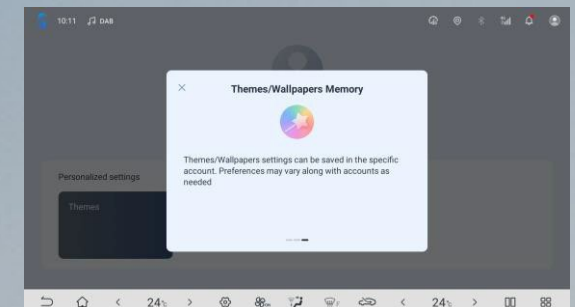 10:11 DAB
Themes/Wallpapers Memory
Themes/Wallpapers settings can be saved in the specific
account. Preferences may vary along with accounts as
needed
Personalized settings
Themes
24°c 24°c